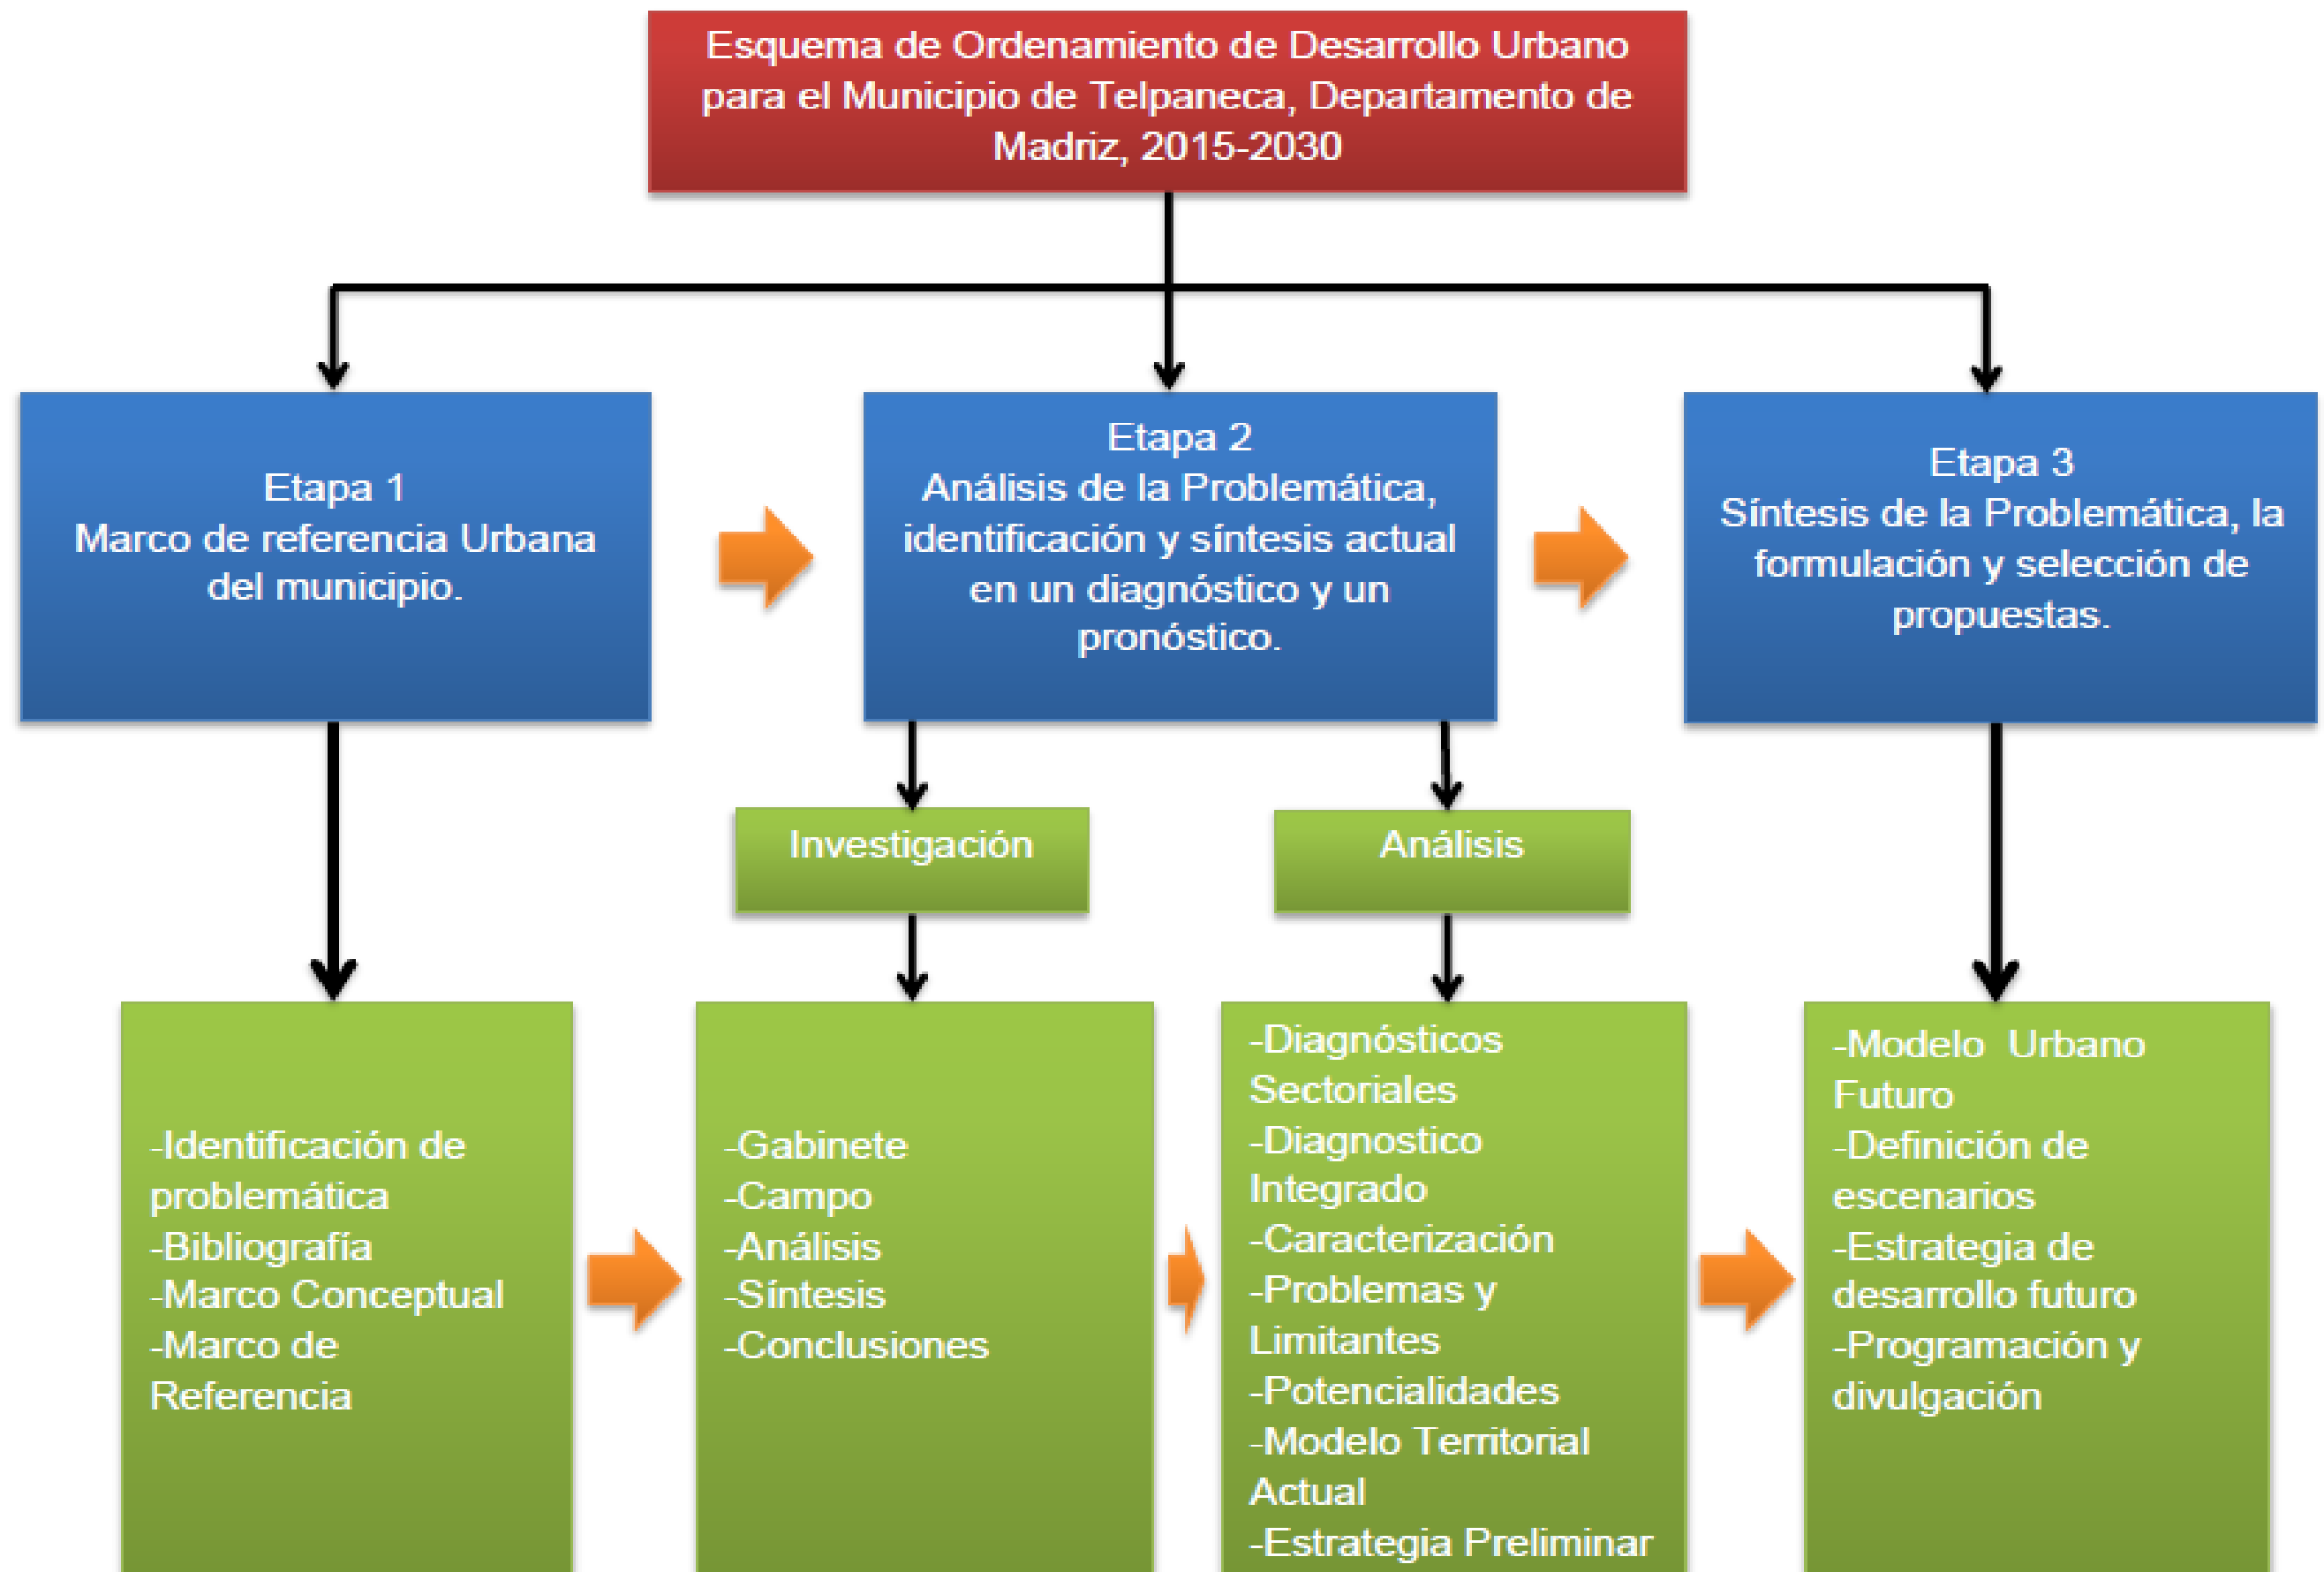 Esquema de Ordenamiento de Desarrollo Urbano
para el Municipio de Telpaneca, Departamento de
Madriz, 2015-2030
Etapa 1
Marco de referencia Urbana
del municipio.
Etapa 2
Análisis de la Problemática,
identificación y síntesis actual
en un diagnóstico y un
pronóstico.
Etapa 3
Síntesis de la Problemática, la
formulación y selección de
propuestas.
Investigación
Análisis
-Identificación de
problemática
-Bibliografía
-Marco Conceptual
-Marco de
Referencia
-Gabinete
-Campo
-Análisis
-Síntesis
-Conclusiones
-Diagnósticos
Sectoriales
-Diagnostico
Integrado
-Caracterización
-Problemas y
Limitantes
-Potencialidades
-Modelo Territorial
Actual
-Estrategia Preliminar
-Modelo  Urbano
Futuro
-Definición de
escenarios
-Estrategia de
desarrollo futuro
-Programación y
divulgación